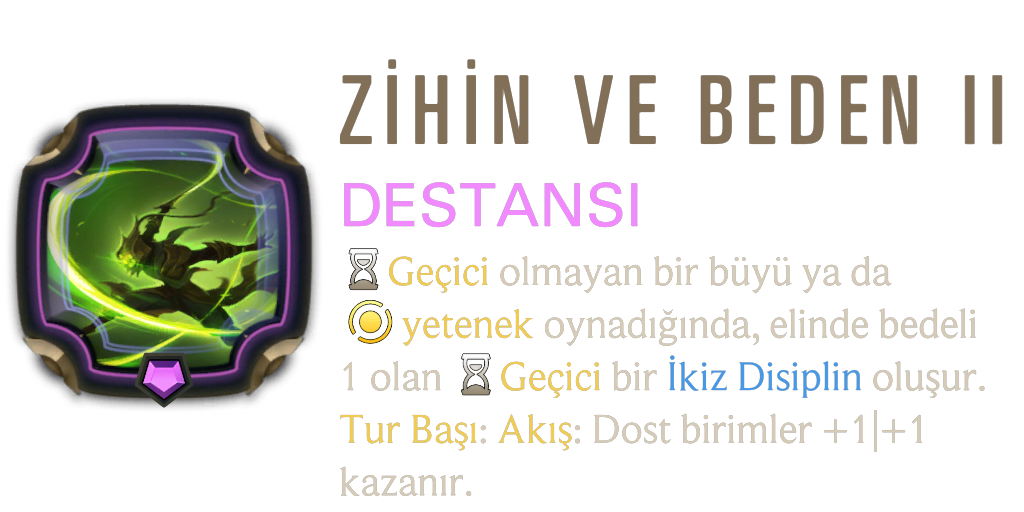 ZİHİN VE BEDEN II
DESTANSI
Geçici olmayan bir büyü ya da
yetenek oynadığında, elinde bedeli
1 olan Geçici bir İkiz Disiplin oluşur.
Tur Başı: Akış: Dost birimler +1|+1
kazanır.